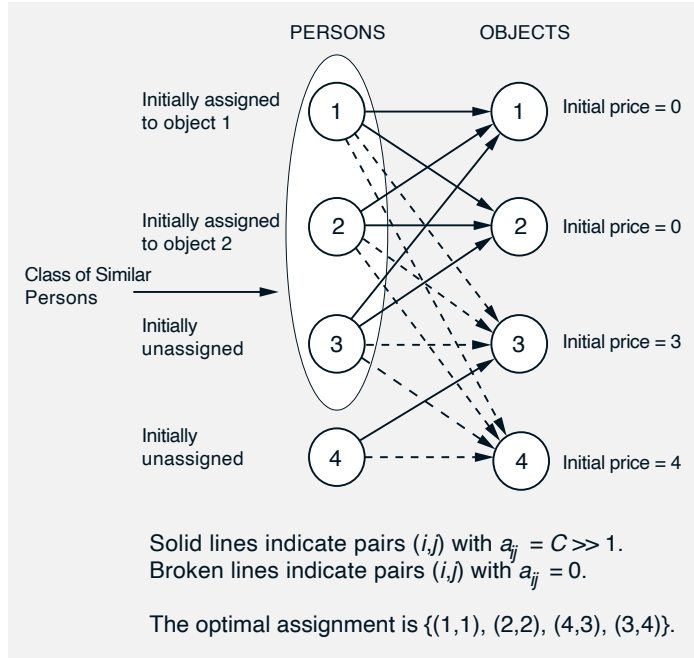 PERSONS OBJECTS
Initially assigned
to object 1
1 1 Initial price = 0
Initially assigned
to object 2
2 2 Initial price = 0
Class of Similar
Persons
Initially
unassigned
3 3 Initial price = 3
Initially
unassigned
4 4 Initial price = 4
Solid lines indicate pairs (i,j) with aij = C >> 1.
Broken lines indicate pairs (i,j) with aij = 0.
The optimal assignment is {(1,1), (2,2), (4,3), (3,4)}.